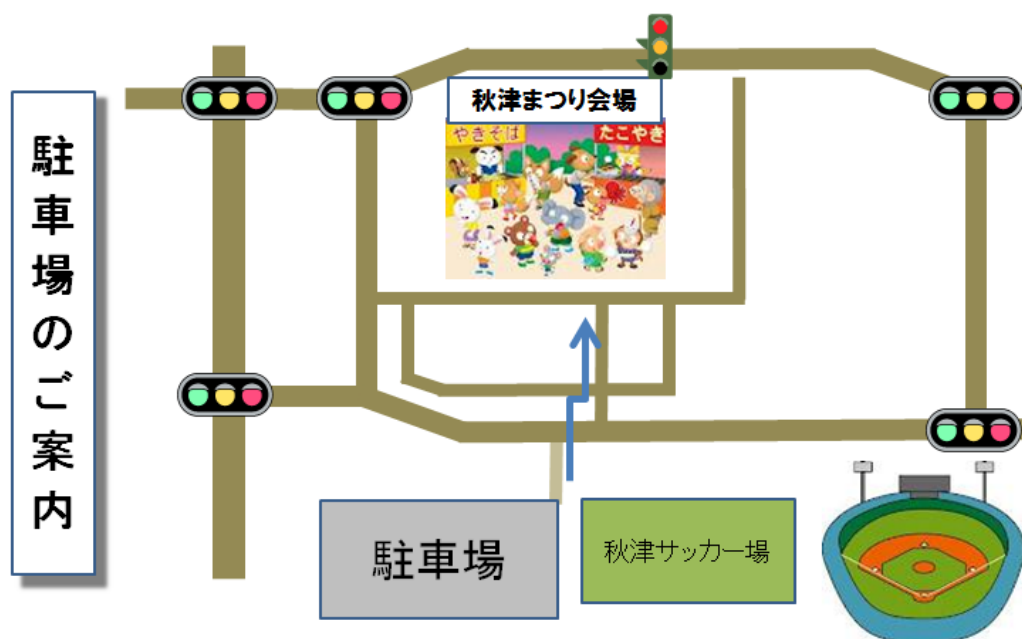 駐車場のご案内
秋津まつり会場
やきそば
たこやき
駐車場
秋津サッカー場